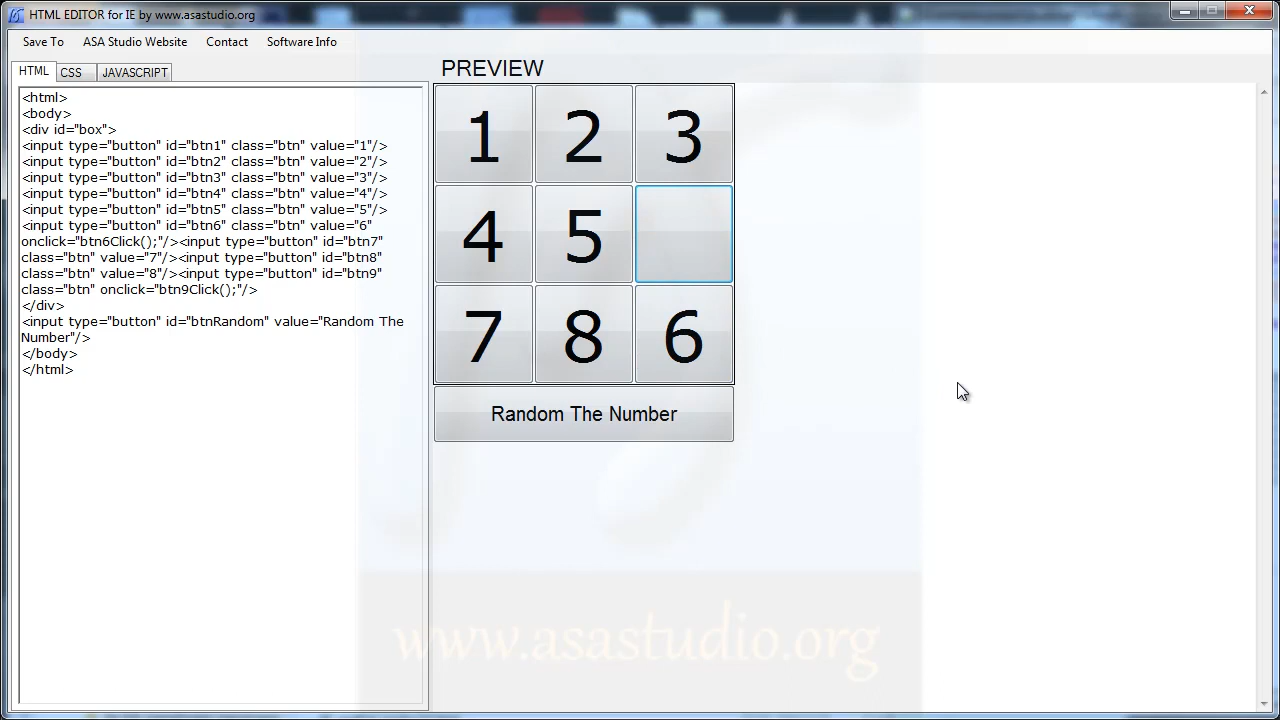 HTML EDITOR for IE by www.asastudio.org
Save To ASA Studio Website Contact Software Info
HTML CSS JAVASCRIPT
PREVIEW
<html>
<body>
<div id="box">
<input type="button" id="btn1" class="btn" value="1"/>
<input type="button" id="btn2" class="btn" value="2"/>
<input type="button" id="btn3" class="btn" value="3"/>
<input type="button" id="btn4" class="btn" value="4"/>
<input type="button" id="btn5" class="btn" value="5"/>
<input type="button" id="btn6" class="btn" value="6"
onclick="btn6Click();"/><input type="button" id="btn7"
class="btn" value="7"/><input type="button" id="btn8"
class="btn" value="8"/><input type="button" id="btn9"
class="btn" onclick="btn9Click();"/>
</div>
<input type="button" id="btnRandom" value="Random The
Number"/>
</body>
</html>
1 2 3
4 5
7 8 6
Random The Number
www.asastudio.org